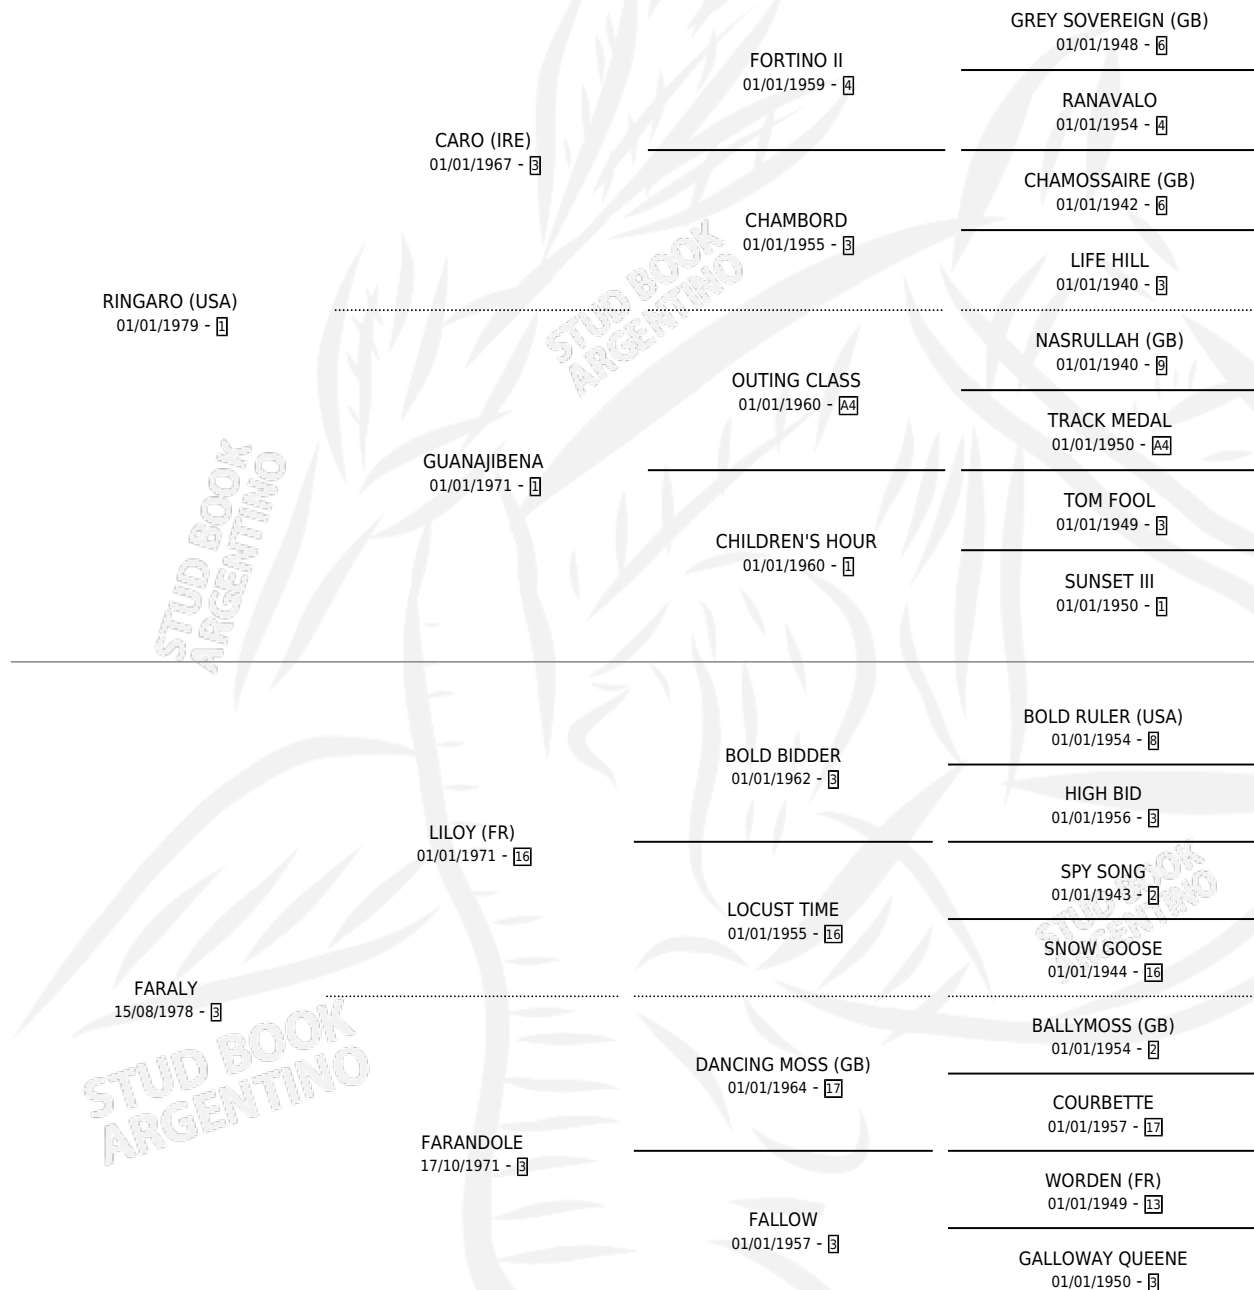 GREY SOVEREIGN (GB)
01/01/1948 - 6
FORTINO II
01/01/1959 - 4
RANAVALO
01/01/1954 - 4
CARO (IRE)
01/01/1967 - 3
CHAMOSSAIRE (GB)
01/01/1942 - 6
CHAMBORD
01/01/1955 - 3
LIFE HILL
01/01/1940 - 3
RINGARO (USA)
01/01/1979 - 1
STUD BOOK
ARGENTINO
NASRULLAH (GB)
01/01/1940 - 9
OUTING CLASS
01/01/1960 - A4
TRACK MEDAL
01/01/1950 - A4
GUANAJIBENA
01/01/1971 - 1
TOM FOOL
01/01/1949 - 3
CHILDREN'S HOUR
01/01/1960 - 1
SUNSET III
01/01/1950 - 1
STUD BOOK
ARGENTINO
BOLD RULER (USA)
01/01/1954 - 8
BOLD BIDDER
01/01/1962 - 3
HIGH BID
01/01/1956 - 3
LILOY (FR)
01/01/1971 - 16
SPY SONG
01/01/1943 - 2
LOCUST TIME
01/01/1955 - 16
SNOW GOOSE
01/01/1944 - 16
STUD BOOK
ARGENTINO
FARALY
15/08/1978 - 3
BALLYMOSS (GB)
01/01/1954 - 2
DANCING MOSS (GB)
01/01/1964 - 17
COURBETTE
01/01/1957 - 17
STUD BOOK
ARGENTINO
FARANDOLE
17/10/1971 - 3
WORDEN (FR)
01/01/1949 - 13
FALLOW
01/01/1957 - 3
GALLOWAY QUEENE
01/01/1950 - 3